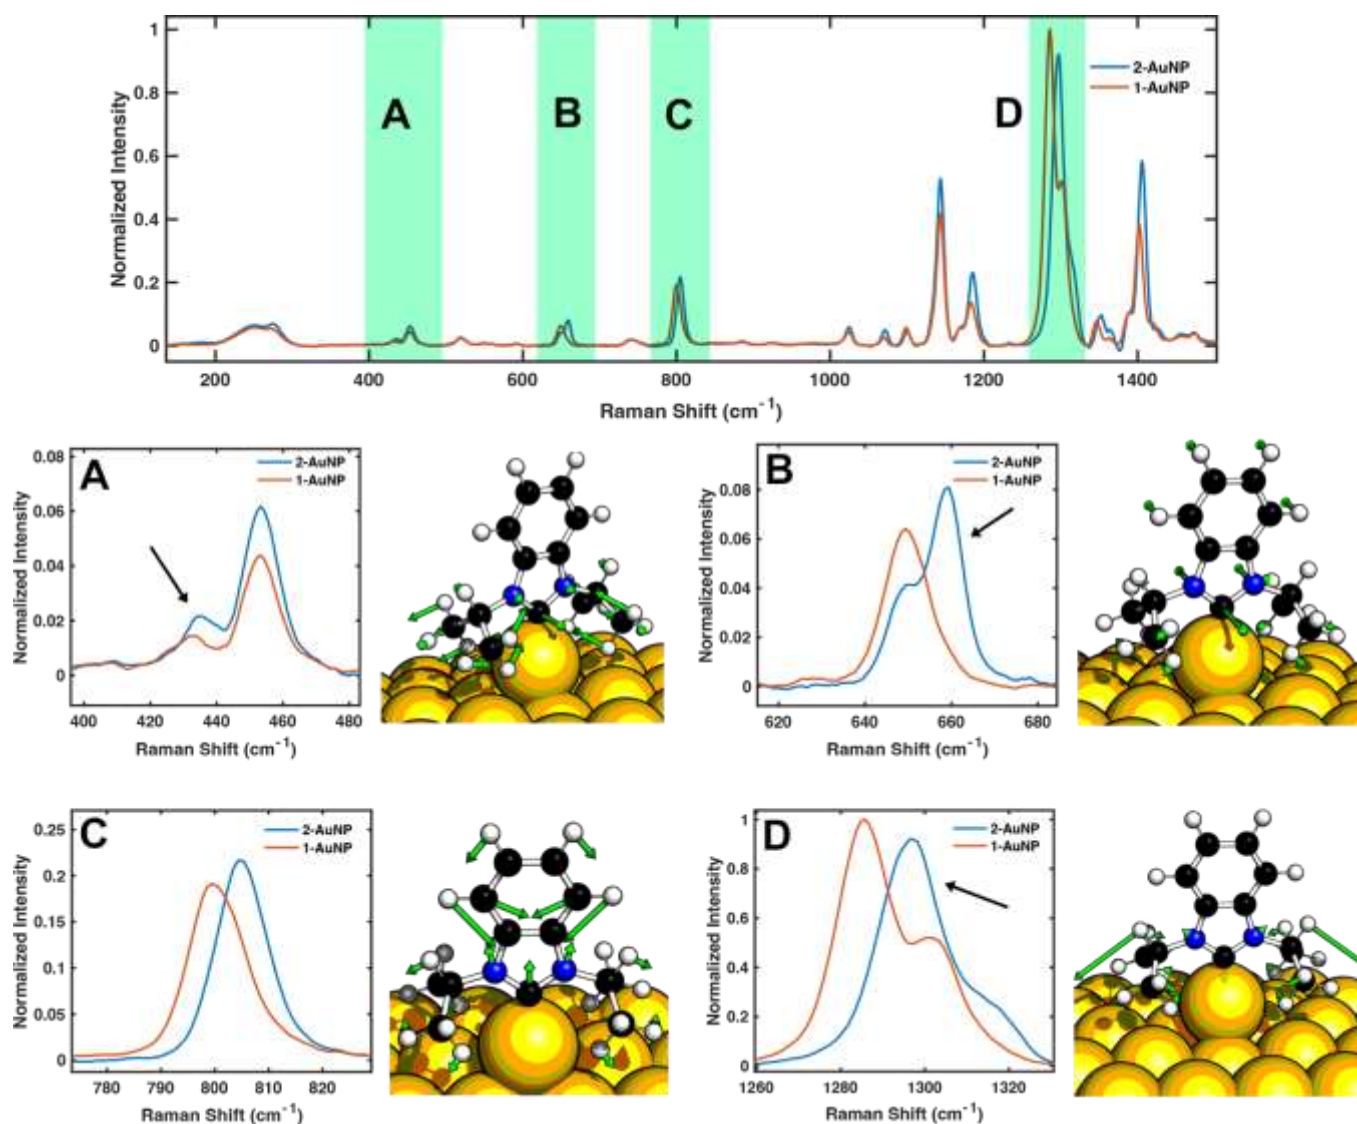 1
0.8
0.6
0.4
0.2
0
Normalized Intensity
A
B
C
D
2-AuNP
1-AuNP
200
400
600
800
1000
1200
1400
Raman Shift (cm⁻¹)
A
2-AuNP
1-AuNP
0.08
0.06
0.04
0.02
0
Normalized Intensity
400
420
440
460
480
Raman Shift (cm⁻¹)
B
2-AuNP
1-AuNP
0.08
0.06
0.04
0.02
0
Normalized Intensity
620
640
660
680
Raman Shift (cm⁻¹)
C
2-AuNP
1-AuNP
0.25
0.2
0.15
0.1
0.05
0
Normalized Intensity
780
790
800
810
820
Raman Shift (cm⁻¹)
D
2-AuNP
1-AuNP
1
0.8
0.6
0.4
0.2
0
Normalized Intensity
1260
1280
1300
1320
Raman Shift (cm⁻¹)